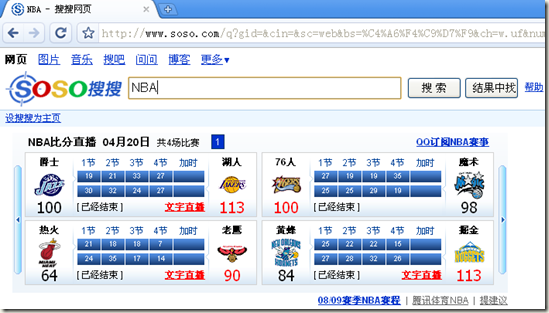 NBA - 搜搜网页
http://www.soso.com/q?gid=&cin=&sc=web&bs=%C4%A6%F4%C9%D7%F9&ch=w.uf&num
网页 图片 音乐 搜吧 问问 博客 更多▼
SOSO搜搜 NBA 搜 索 结果中找 帮助
设搜搜为主页
NBA比分直播 04月20日 共4场比赛 1 QQ订阅NBA赛事
爵士 1节 2节 3节 4节 加时 湖人
19 21 33 27
30 32 24 27
100 [已经结束] 文字直播 113
76人 1节 2节 3节 4节 加时 魔术
27 19 19 35
100 [已经结束] 文字直播 98
热火 1节 2节 3节 4节 加时 老鹰
21 18 18 7
24 35 17 14
64 [已经结束] 文字直播 90
黄蜂 1节 2节 3节 4节 加时 掘金
21 22 26 15
25 28 32 28
84 [已经结束] 文字直播 113
08/09赛季NBA赛程 | 腾讯体育NBA | 提建议